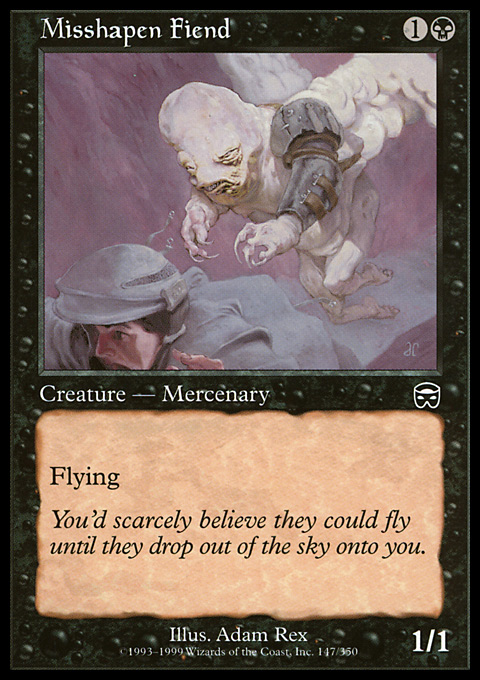 Misshapen Fiend 1
Creature — Mercenary
Flying
You'd scarcely believe they could fly
until they drop out of the sky onto you.
Illus. Adam Rex
©1993-1999 Wizards of the Coast, Inc. 147/350
1/1